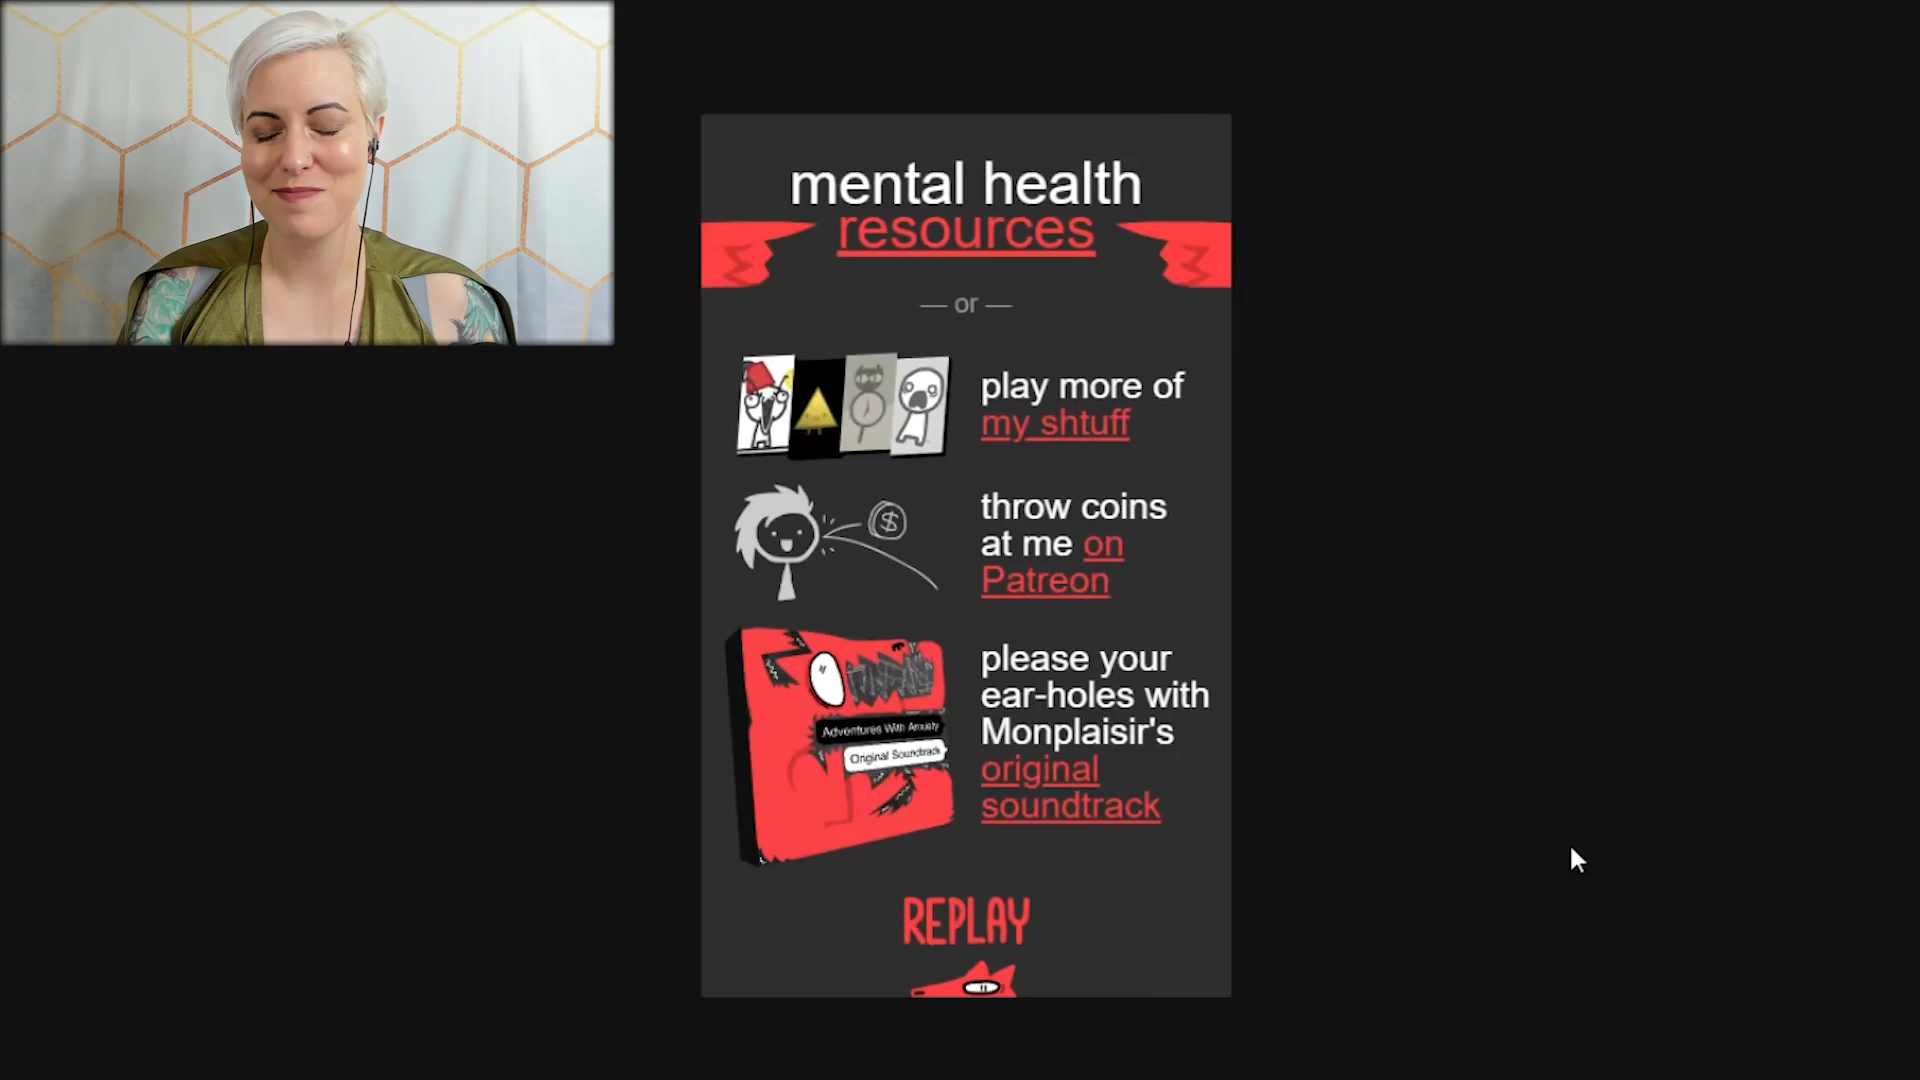 mental health
resources
— or —
play more of
my shtuff
throw coins
at me on
Patreon
$
please your
ear-holes with
Monplaisir's
original
soundtrack
Adventures With Anxiety
Original Soundtrack
REPLAY